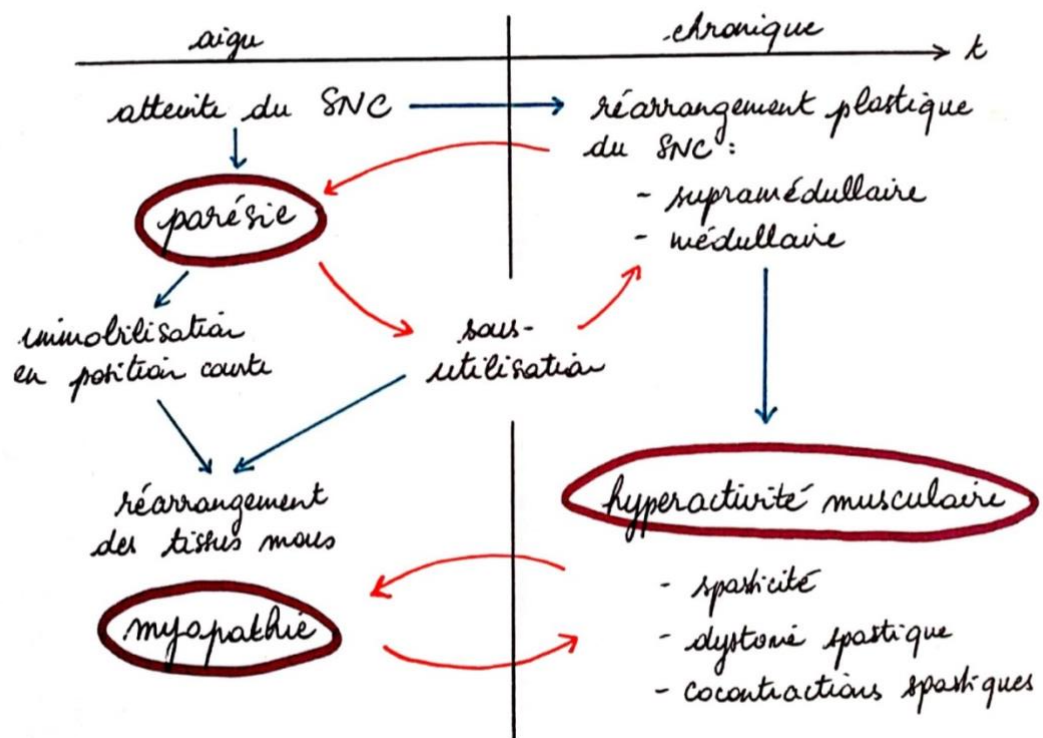 aigu
chronique
t
atteinte du SNC
réarrangement plastique
du SNC :
- supramédullaire
- médullaire
parésie
immobilisation
en position courte
sous-
utilisation
réarrangement
des tissus mous
myopathie
hyperactivité musculaire
- spasticité
- dystonie spastique
- cocontractions spastiques